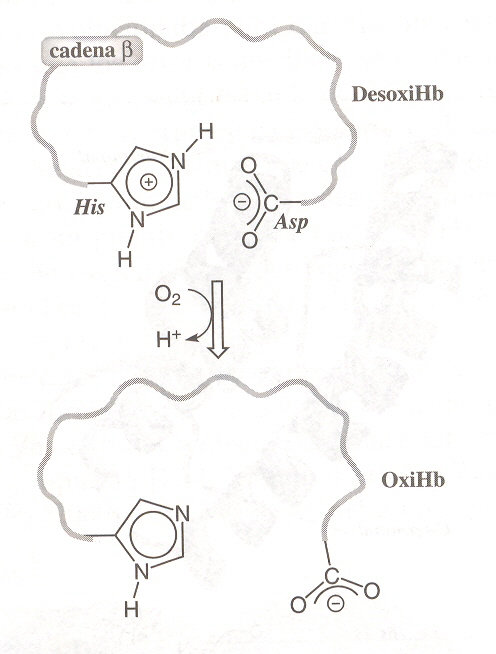 cadena β
DesoxiHb
H
N
O
⊕
⊖
C
His
Asp
N
O
H
O₂
H⁺
OxiHb
N
N
H
C
O
O
⊖